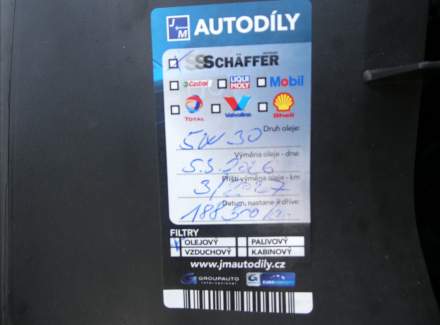 JM AUTODÍLY
SCHÄFFER
Castrol LIQUI MOLY Mobil
TOTAL Valvoline Shell
Druh oleje:
5W30
Výměna oleje - dne:
5.5.2026
Příští výměna oleje - km
3/2027
Datum, nastane-li dříve:
188500
FILTRY
OLEJOVÝ PALIVOVÝ
VZDUCHOVÝ KABINOVÝ
www.jmautodily.cz
GROUPAUTO
International